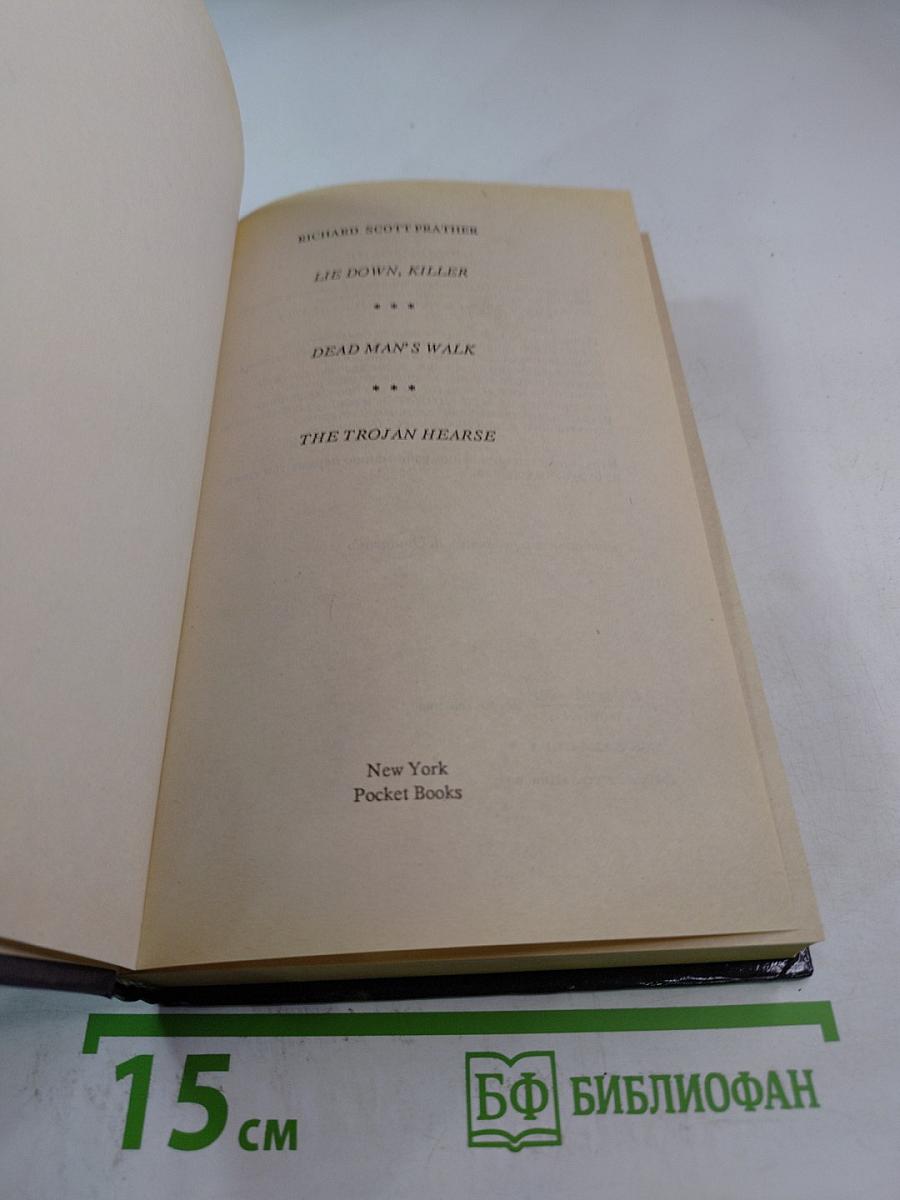 RICHARD SCOTT PRATHER
LIE DOWN, KILLER
* * *
DEAD MAN'S WALK
* * *
THE TROJAN HEARSE
New York
Pocket Books
15 см
БФ БИБЛИОФАН